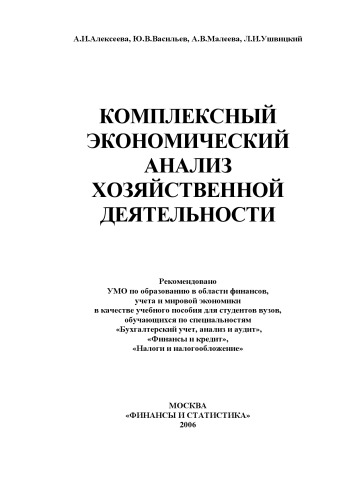 А.И.Алексеева, Ю.В.Васильев, А.В.Малеева, Л.И.Ушвицкий
КОМПЛЕКСНЫЙ
ЭКОНОМИЧЕСКИЙ
АНАЛИЗ
ХОЗЯЙСТВЕННОЙ
ДЕЯТЕЛЬНОСТИ
Рекомендовано
УМО по образованию в области финансов,
учета и мировой экономики
в качестве учебного пособия для студентов вузов,
обучающихся по специальностям
«Бухгалтерский учет, анализ и аудит»,
«Финансы и кредит»,
«Налоги и налогообложение»
МОСКВА
«ФИНАНСЫ И СТАТИСТИКА»
2006